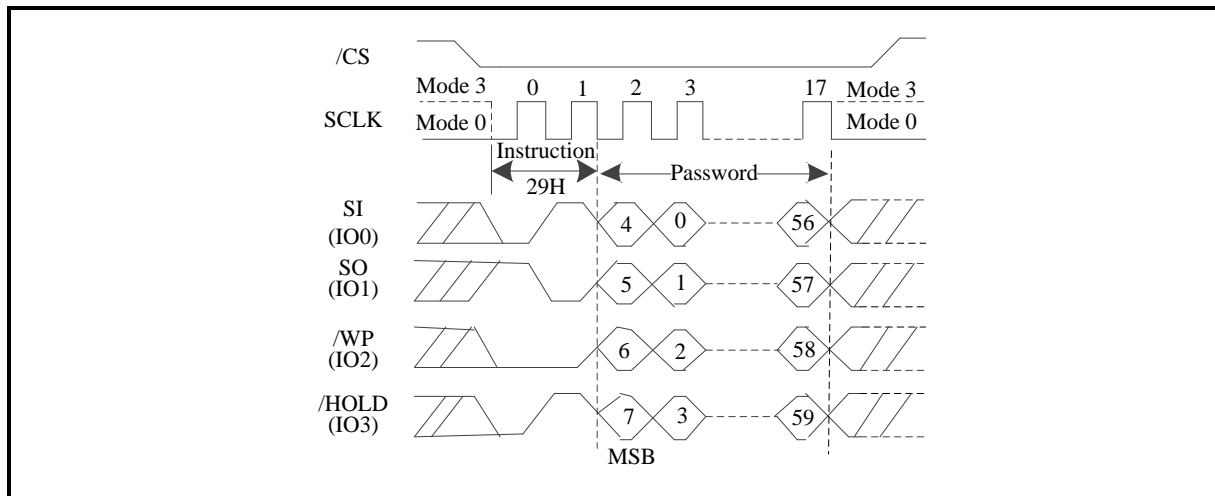 /CS
Mode 3 0 1 2 3 17 Mode 3
SCLK Mode 0 Mode 0
Instruction
29H Password
SI
(IO0) 4 0 56
SO
(IO1) 5 1 57
/WP
(IO2) 6 2 58
/HOLD
(IO3) 7 3 59
MSB